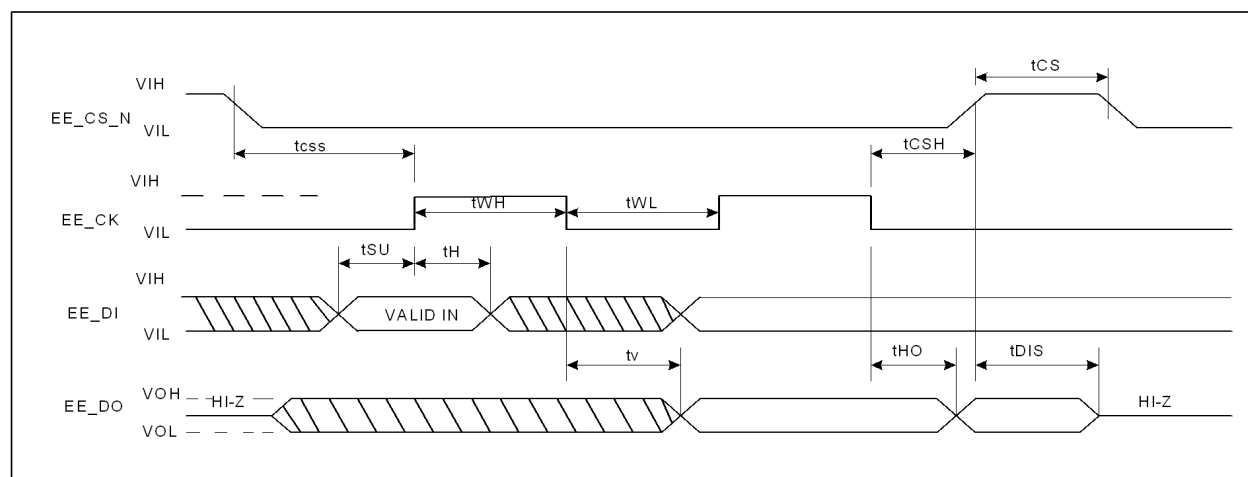 VIH
tCS
EE_CS_N
VIL
tcss
tCSH
VIH
tWH
tWL
EE_CK
VIL
tSU
tH
VIH
EE_DI
VALID IN
VIL
tv
tHO
tDIS
VOH
EE_DO
HI-Z
HI-Z
VOL